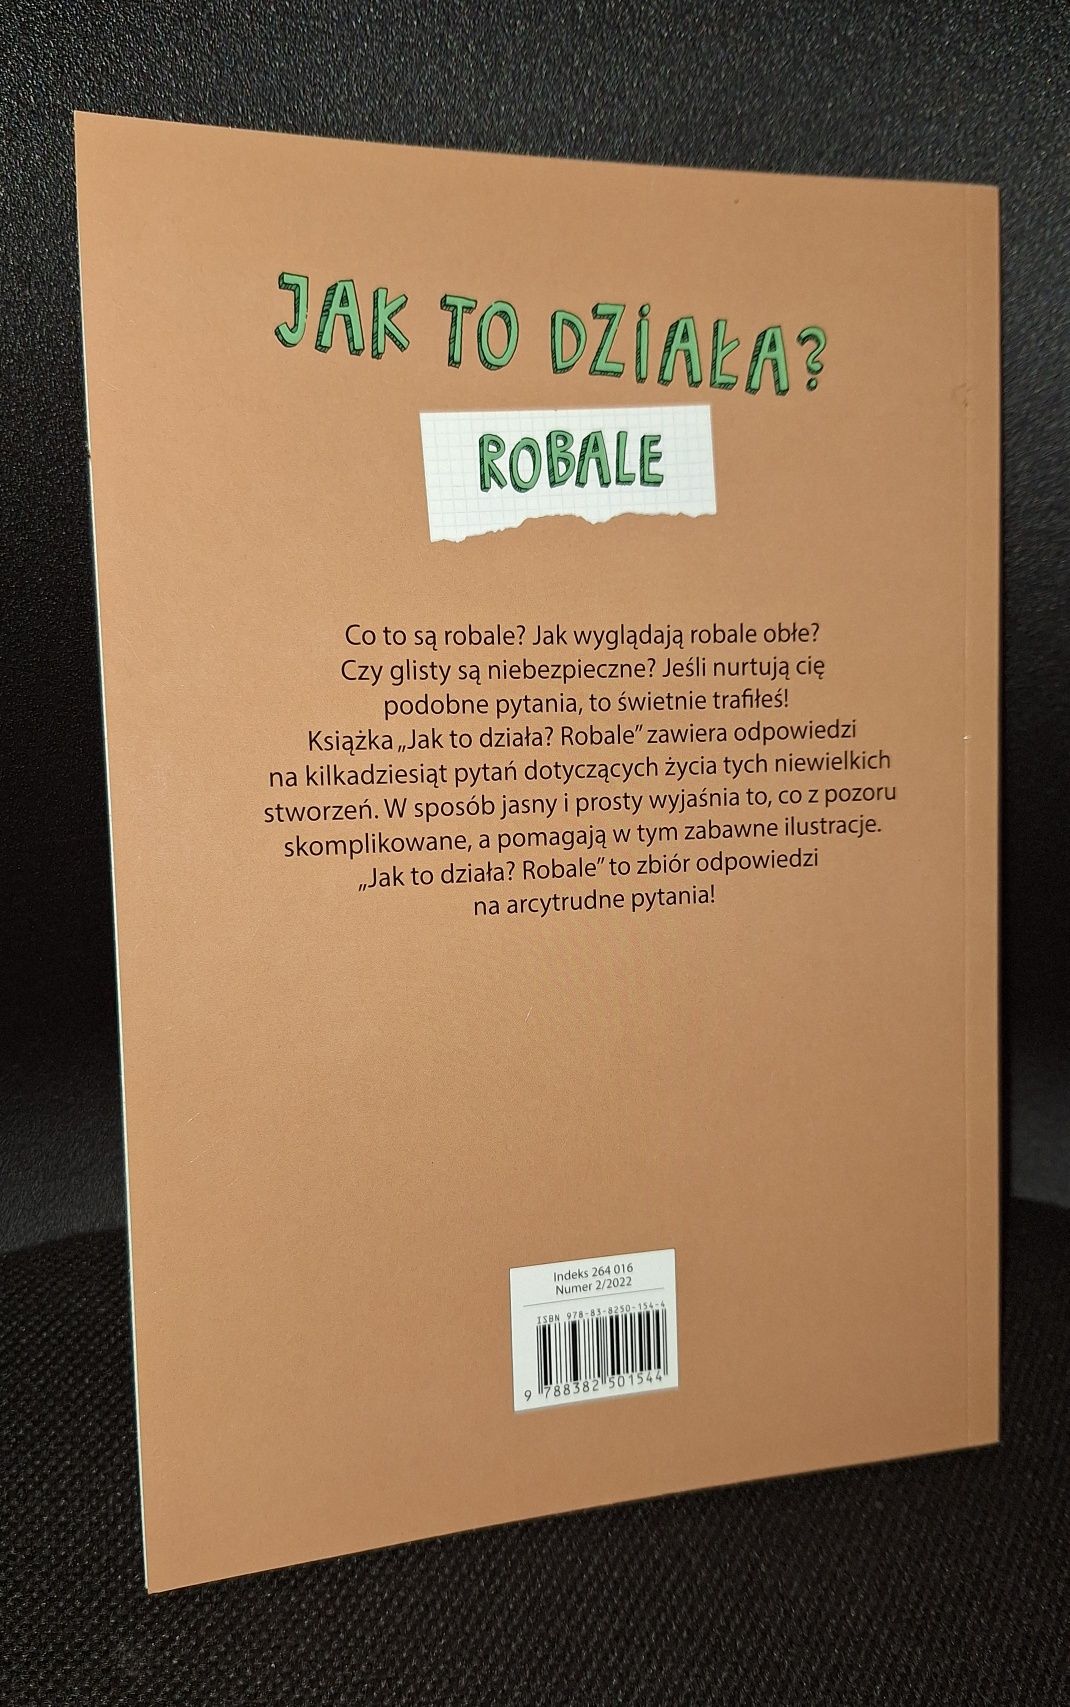 JAK TO DZiAŁA?
ROBALE
Co to są robale? Jak wyglądają robale obłe?
Czy glisty są niebezpieczne? Jeśli nurtują cię
podobne pytania, to świetnie trafiłeś!
Książka „Jak to działa? Robale” zawiera odpowiedzi
na kilkadziesiąt pytań dotyczących życia tych niewielkich
stworzeń. W sposób jasny i prosty wyjaśnia to, co z pozoru
skomplikowane, a pomagają w tym zabawne ilustracje.
„Jak to działa? Robale” to zbiór odpowiedzi
na arcytrudne pytania!
Indeks 264 016
Numer 2/2022
ISBN 978-83-8250-154-4
9 788382 501544